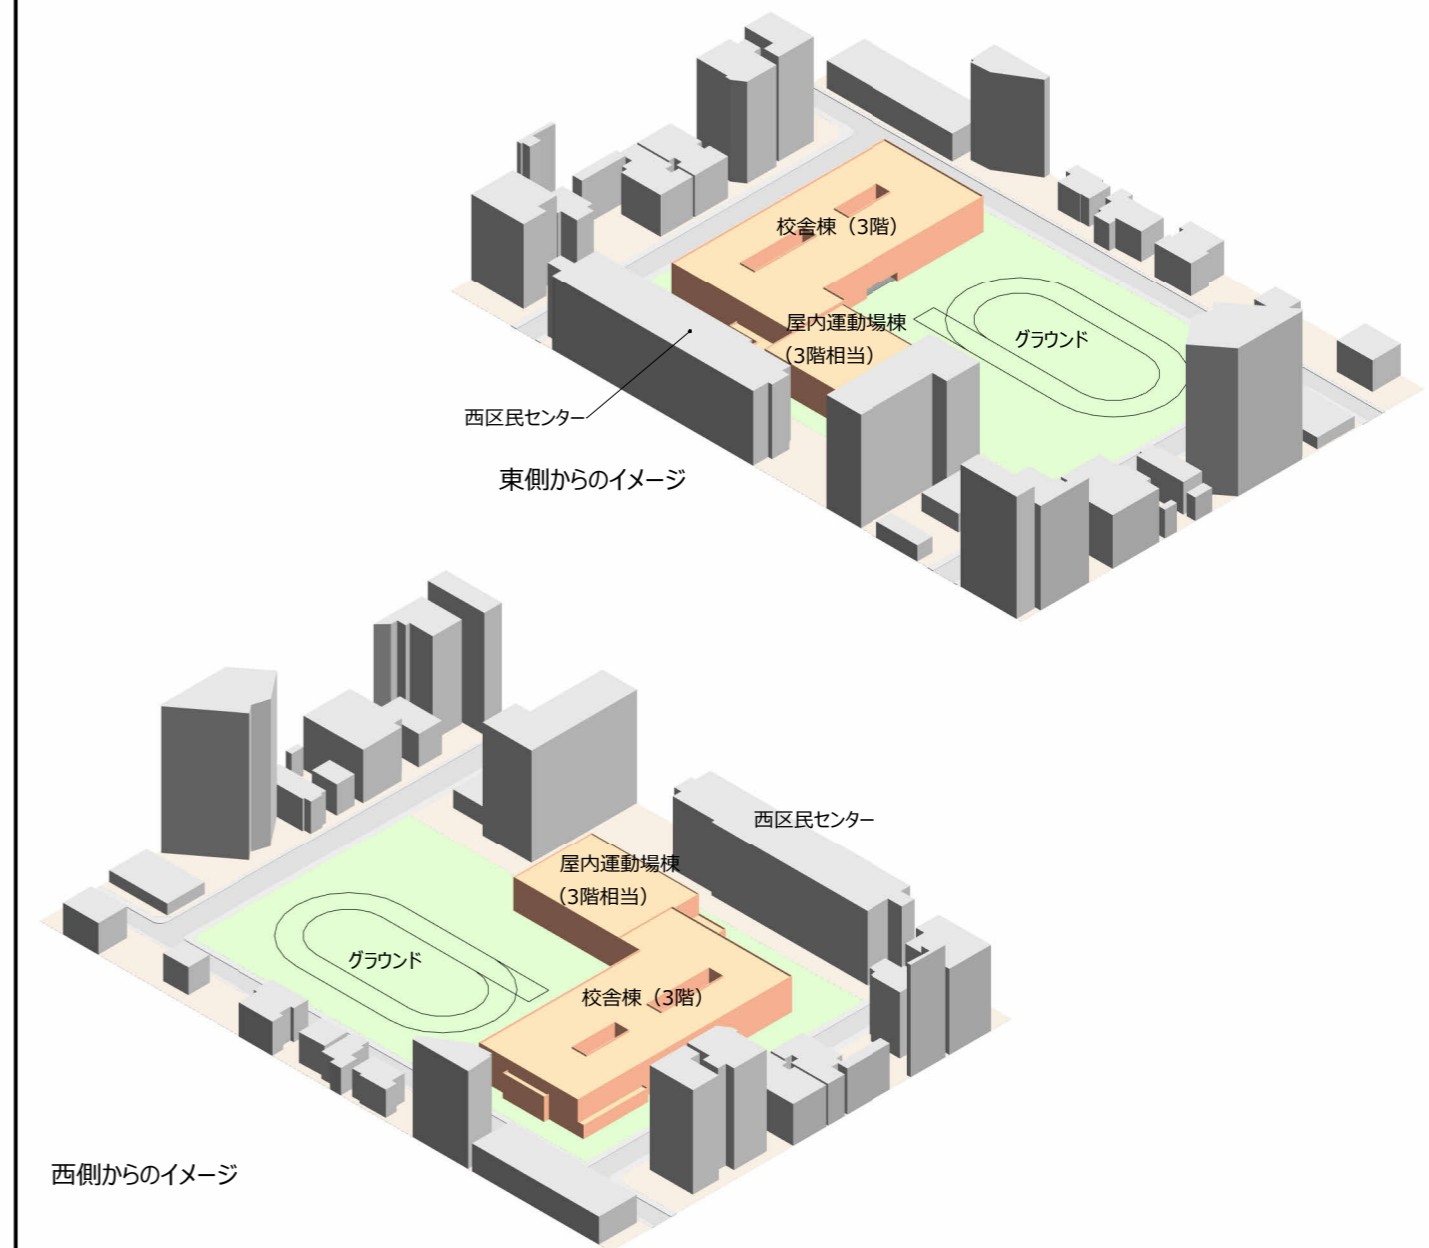 校舎棟（3階）
屋内運動場棟
（3階相当）
グラウンド
西区民センター
東側からのイメージ
西区民センター
屋内運動場棟
（3階相当）
グラウンド
校舎棟（3階）
西側からのイメージ